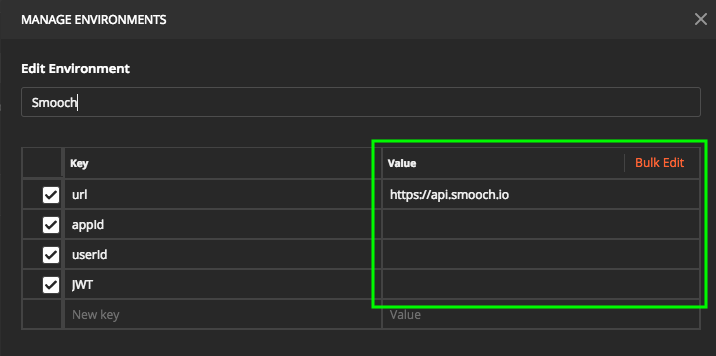 MANAGE ENVIRONMENTS
Edit Environment
Smooch
Key Value Bulk Edit
url https://api.smooch.io
appId
userId
JWT
New key Value